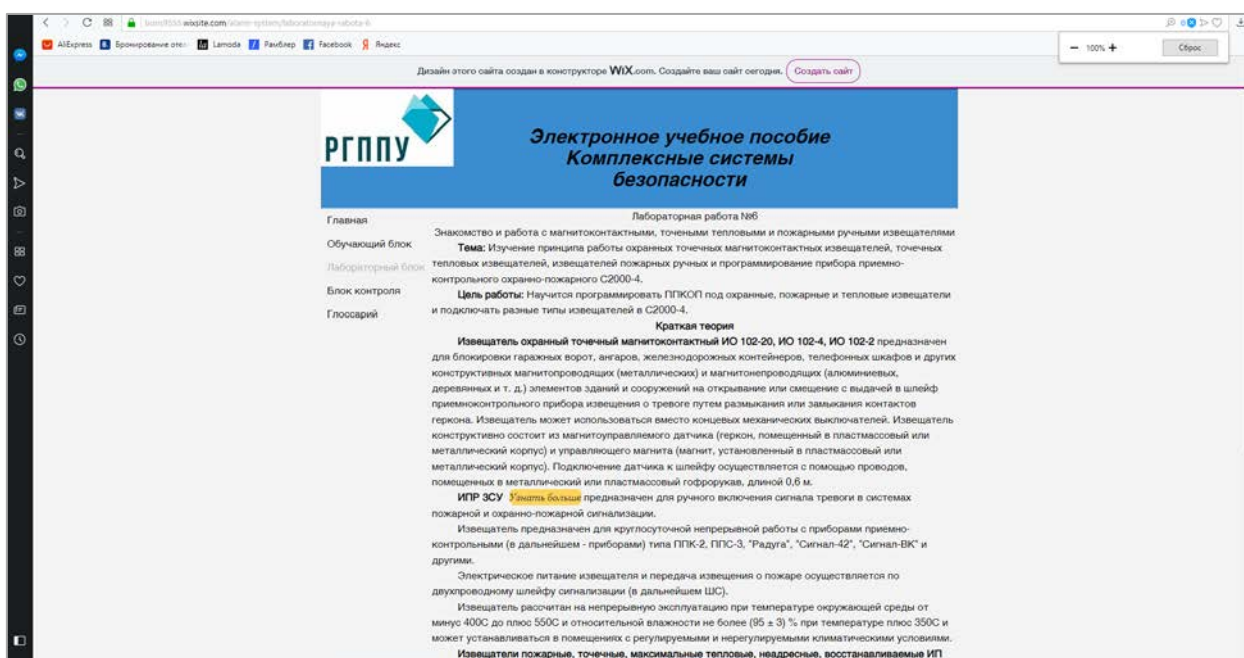 burn9555.wixsite.com/alarm-system/laboratornaya-rabota-6
AliExpress Бронирование оте Lamoda Рамблер Facebook Яндекс
100% + Сброс
Дизайн этого сайта создан в конструкторе WiX.com. Создайте ваш сайт сегодня. Создать сайт
РГППУ
Электронное учебное пособие
Комплексные системы
безопасности
Главная
Обучающий блок
Лабораторный блок
Блок контроля
Глоссарий
Лабораторная работа №6
Знакомство и работа с магнитоконтактными, точеными тепловыми и пожарными ручными извещателями
Тема: Изучение принципа работы охранных точечных магнитоконтактных извещателей, точечных
тепловых извещателей, извещателей пожарных ручных и программирование прибора приемно-
контрольного охранно-пожарного С2000-4.
Цель работы: Научится программировать ППКОП под охранные, пожарные и тепловые извещатели
и подключать разные типы извещателей в С2000-4.
Краткая теория
Извещатель охранный точечный магнитоконтактный ИО 102-20, ИО 102-4, ИО 102-2 предназначен
для блокировки гаражных ворот, ангаров, железнодорожных контейнеров, телефонных шкафов и других
конструктивных магнитопроводящих (металлических) и магнитонепроводящих (алюминиевых,
деревянных и т. д.) элементов зданий и сооружений на открывание или смещение с выдачей в шлейф
приемноконтрольного прибора извещения о тревоге путем размыкания или замыкания контактов
геркона. Извещатель может использоваться вместо концевых механических выключателей. Извещатель
конструктивно состоит из магнитоуправляемого датчика (геркон, помещенный в пластмассовый или
металлический корпус) и управляющего магнита (магнит, установленный в пластмассовый или
металлический корпус). Подключение датчика к шлейфу осуществляется с помощью проводов,
помещенных в металлический или пластмассовый гофрорукав, длиной 0,6 м.
ИПР 3СУ Узнать больше предназначен для ручного включения сигнала тревоги в системах
пожарной и охранно-пожарной сигнализации.
Извещатель предназначен для круглосуточной непрерывной работы с приборами приемно-
контрольными (в дальнейшем - приборами) типа ППК-2, ППС-3, "Радуга", "Сигнал-42", "Сигнал-ВК" и
другими.
Электрическое питание извещателя и передача извещения о пожаре осуществляется по
двухпроводному шлейфу сигнализации (в дальнейшем ШС).
Извещатель рассчитан на непрерывную эксплуатацию при температуре окружающей среды от
минус 400С до плюс 550С и относительной влажности не более (95 ± 3) % при температуре плюс 350С и
может устанавливаться в помещениях с регулируемыми и нерегулируемыми климатическими условиями.
Извещатели пожарные, точечные, максимальные тепловые, неадресные, восстанавливаемые ИП